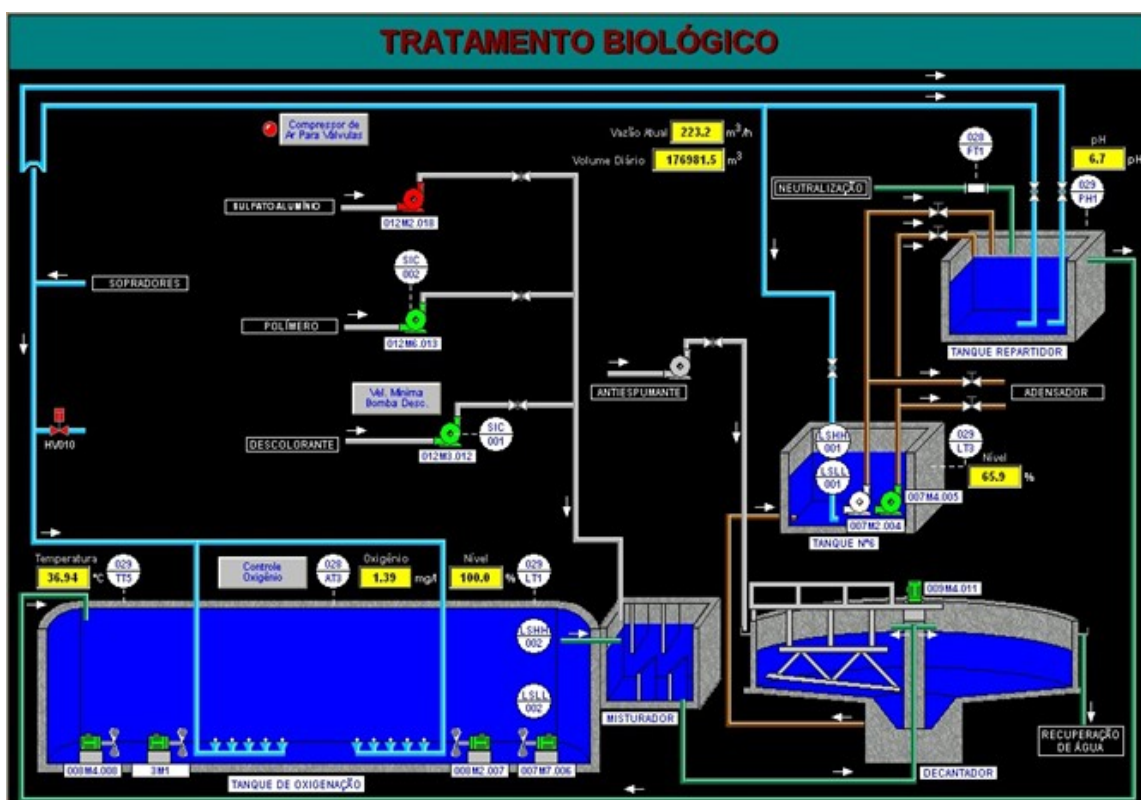 TRATAMENTO BIOLÓGICO
Compressor de
Ar Para Válvulas
Vazão Atual 223.2 m³/h
Volume Diário 176981.5 m³
028
FT1
pH
6.7 pH
NEUTRALIZAÇÃO
029
PH1
SULFATO ALUMÍNIO
012M2.018
SIC
002
SOPRADORES
POLÍMERO
012M6.013
TANQUE REPARTIDOR
ANTIESPUMANTE
ADENSADOR
Vel. Mínima
Bomba Desc.
SIC
001
DESCOLORANTE
012M3.012
HV010
LSHH
001
029
LT3
Nível
65.9 %
LSLL
001
007M4.005
007M2.004
TANQUE Nº6
Temperatura
36.94 ºC
029
TT5
Controle
Oxigênio
028
AT3
Oxigênio
1.39 mg/l
Nível
100.0 %
029
LT1
009M4.011
LSHH
002
LSLL
002
MISTURADOR
RECUPERAÇÃO
DE ÁGUA
008M4.008
3M1
008M2.007
007M7.006
TANQUE DE OXIGENAÇÃO
DECANTADOR